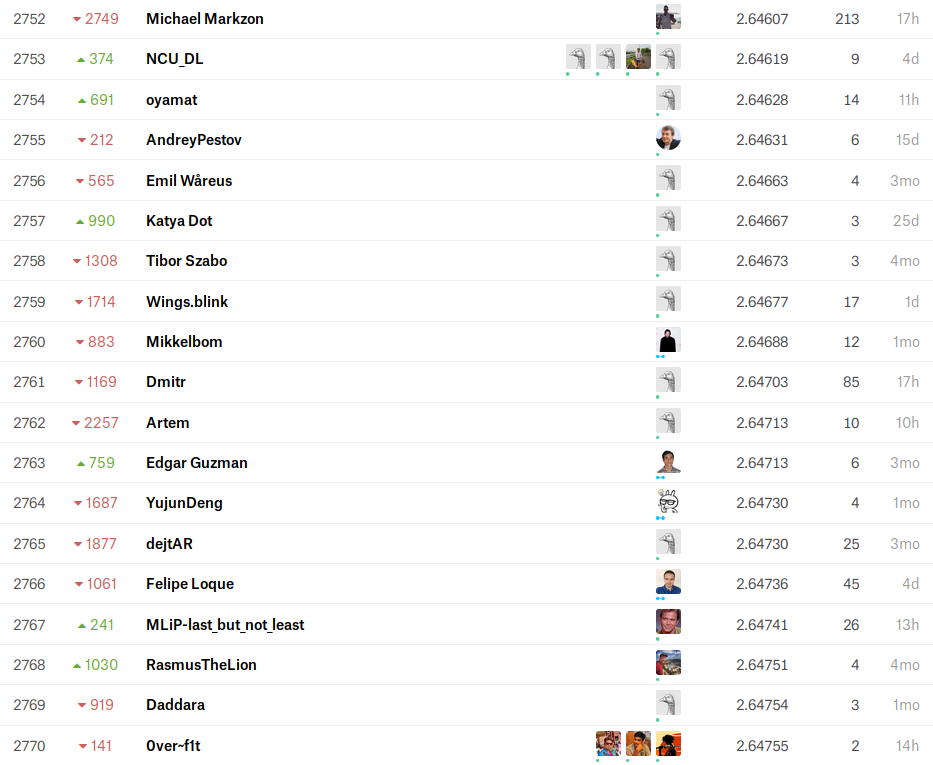 2752 2749 Michael Markzon 2.64607 213 17h
2753 374 NCU_DL 2.64619 9 4d
2754 691 oyamat 2.64628 14 11h
2755 212 AndreyPestov 2.64631 6 15d
2756 565 Emil Wåreus 2.64663 4 3mo
2757 990 Katya Dot 2.64667 3 25d
2758 1308 Tibor Szabo 2.64673 3 4mo
2759 1714 Wings.blink 2.64677 17 1d
2760 883 Mikkelbom 2.64688 12 1mo
2761 1169 Dmitr 2.64703 85 17h
2762 2257 Artem 2.64713 10 10h
2763 759 Edgar Guzman 2.64713 6 3mo
2764 1687 YujunDeng 2.64730 4 1mo
2765 1877 dejtAR 2.64730 25 3mo
2766 1061 Felipe Loque 2.64736 45 4d
2767 241 MLiP-last_but_not_least 2.64741 26 13h
2768 1030 RasmusTheLion 2.64751 4 4mo
2769 919 Daddara 2.64754 3 1mo
2770 141 0ver~f1t 2.64755 2 14h